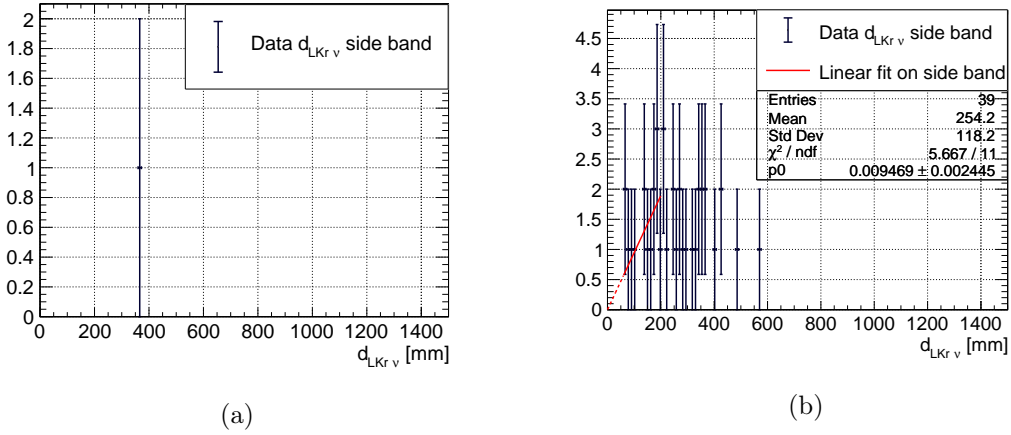 2
1.8
1.6
1.4
1.2
1
0.8
0.6
0.4
0.2
0
0 200 400 600 800 1000 1200 1400
d_LKr ν [mm]
Data d_LKr ν side band
(a)
4.5
4
3.5
3
2.5
2
1.5
1
0.5
0
0 200 400 600 800 1000 1200 1400
d_LKr ν [mm]
Data d_LKr ν side band
Linear fit on side band
Entries 39
Mean 254.2
Std Dev 118.2
χ² / ndf 5.667 / 11
p0 0.009469 ± 0.002445
(b)